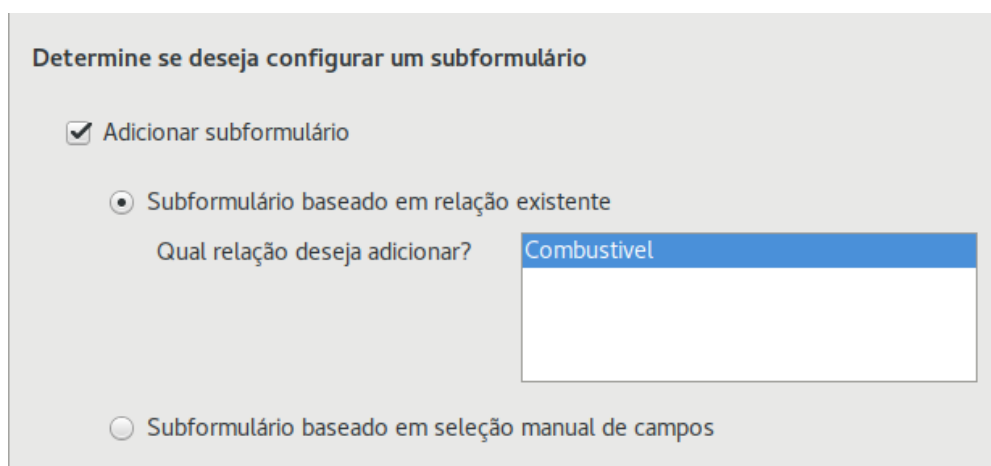 Determine se deseja configurar um subformulário
Adicionar subformulário
Subformulário baseado em relação existente
Qual relação deseja adicionar?
Combustivel
Subformulário baseado em seleção manual de campos